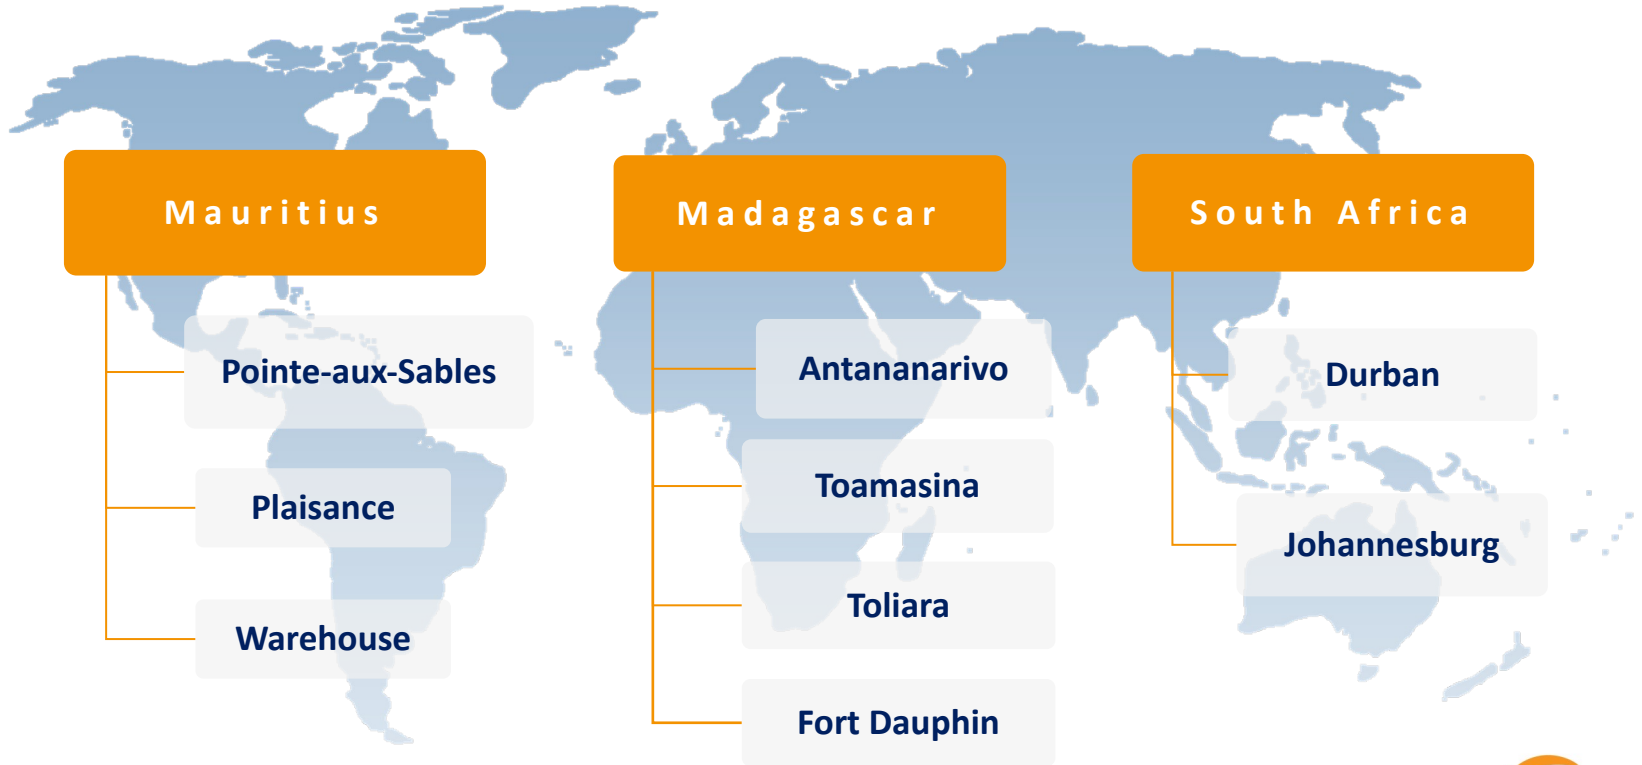 Mauritius
Pointe-aux-Sables
Plaisance
Warehouse
Madagascar
Antananarivo
Toamasina
Toliara
Fort Dauphin
South Africa
Durban
Johannesburg